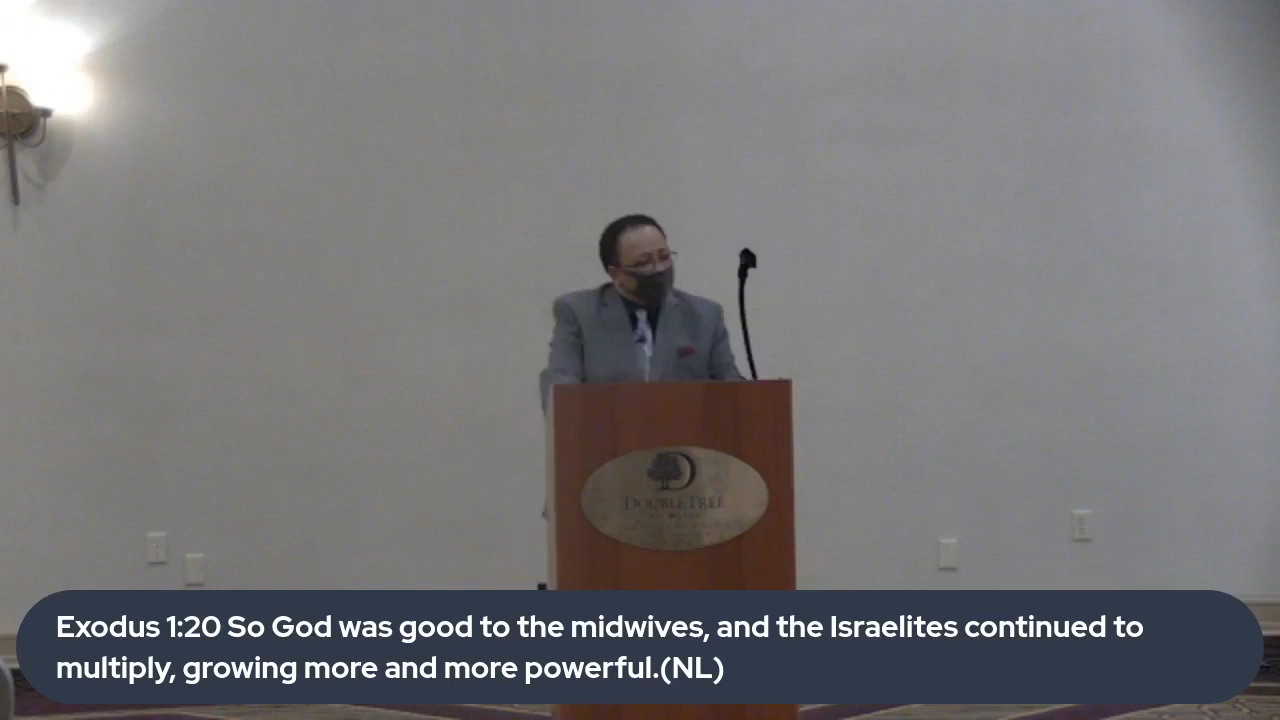 D
DOUBLETREE
Exodus 1:20 So God was good to the midwives, and the Israelites continued to
multiply, growing more and more powerful.(NL)